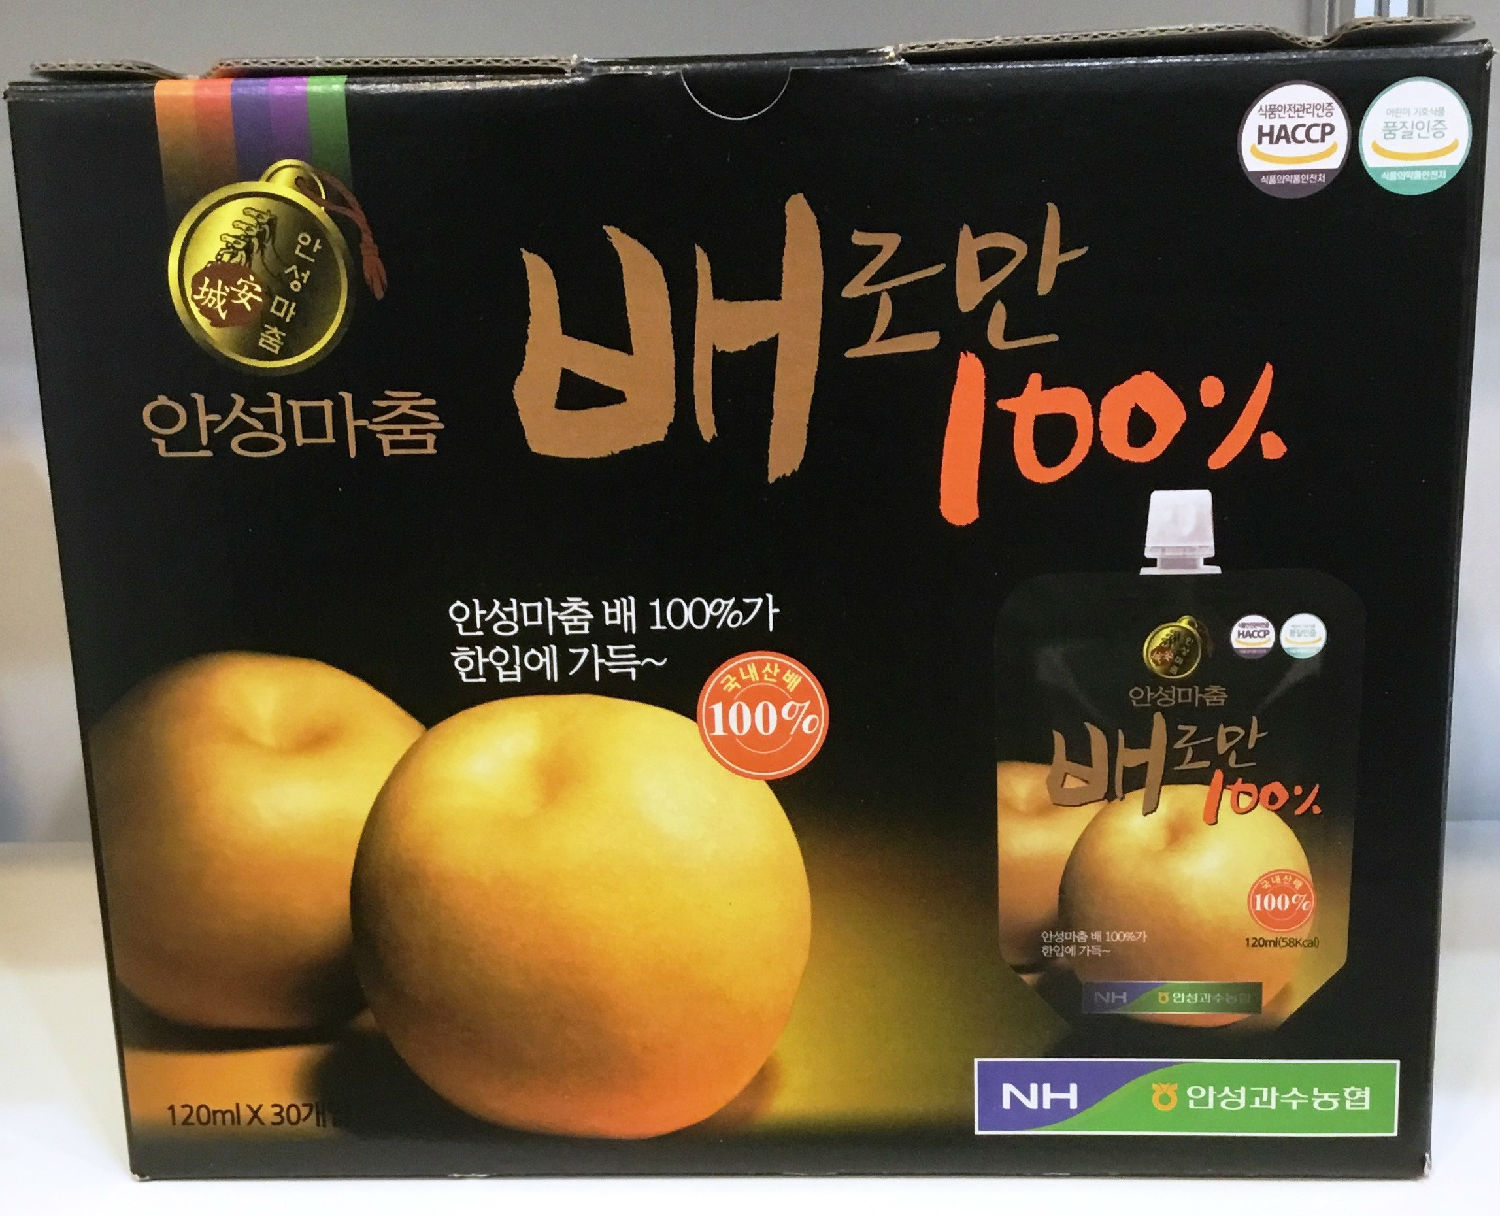 식품안전관리인증
HACCP
식품의약품안전처
어린이 기호식품
품질인증
식품의약품안전처
안성마춤
安城
안성마춤
배로만
100%
안성마춤 배 100%가
한입에 가득~
국내산배
100%
HACCP
품질인증
안성마춤
배로만
100%
국내산배
100%
안성마춤 배 100%가
한입에 가득~
120ml(58Kcal)
NH 안성과수농협
120ml X 30개
NH 안성과수농협